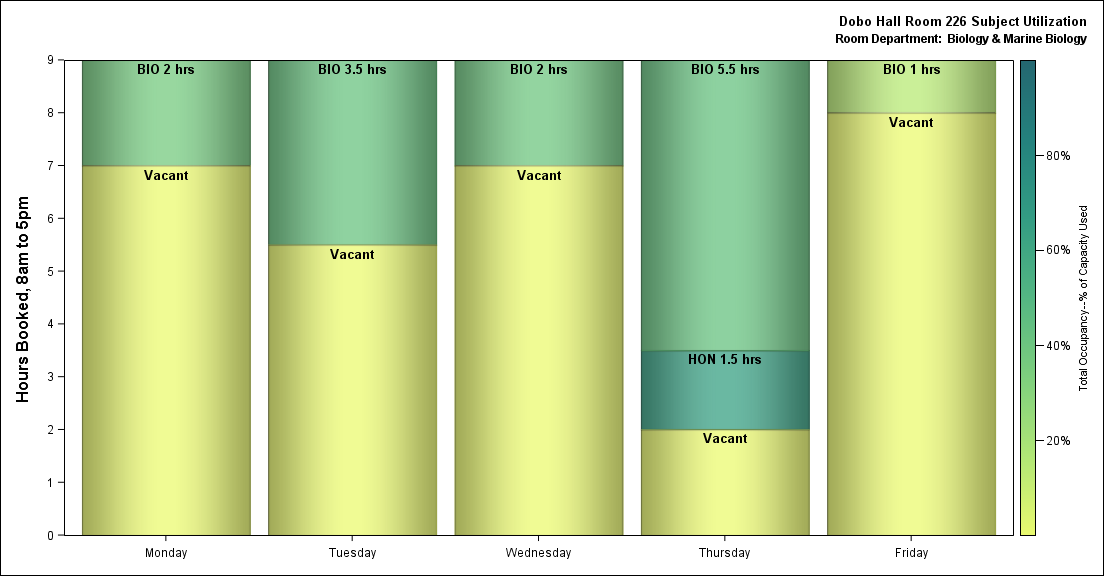 Dobo Hall Room 226 Subject Utilization
Room Department: Biology & Marine Biology
Hours Booked, 8am to 5pm
9
8
7
6
5
4
3
2
1
0
BIO 2 hrs
Vacant
BIO 3.5 hrs
Vacant
BIO 2 hrs
Vacant
BIO 5.5 hrs
HON 1.5 hrs
Vacant
BIO 1 hrs
Vacant
Monday
Tuesday
Wednesday
Thursday
Friday
80%
60%
40%
20%
Total Occupancy--% of Capacity Used